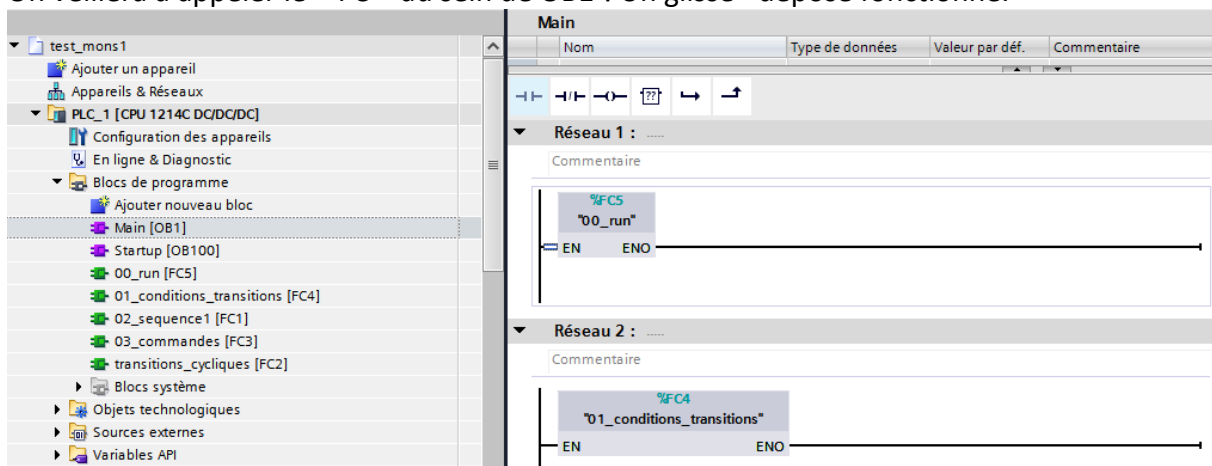 Main
Nom Type de données Valeur par déf. Commentaire
test_mons1
Ajouter un appareil
Appareils & Réseaux
PLC_1 [CPU 1214C DC/DC/DC]
Configuration des appareils
En ligne & Diagnostic
Blocs de programme
Ajouter nouveau bloc
Main [OB1]
Startup [OB100]
00_run [FC5]
01_conditions_transitions [FC4]
02_sequence1 [FC1]
03_commandes [FC3]
transitions_cycliques [FC2]
Blocs système
Objets technologiques
Sources externes
Variables API
??
Réseau 1 : .....
Commentaire
%FC5
"00_run"
EN ENO
Réseau 2 : .....
Commentaire
%FC4
"01_conditions_transitions"
EN ENO